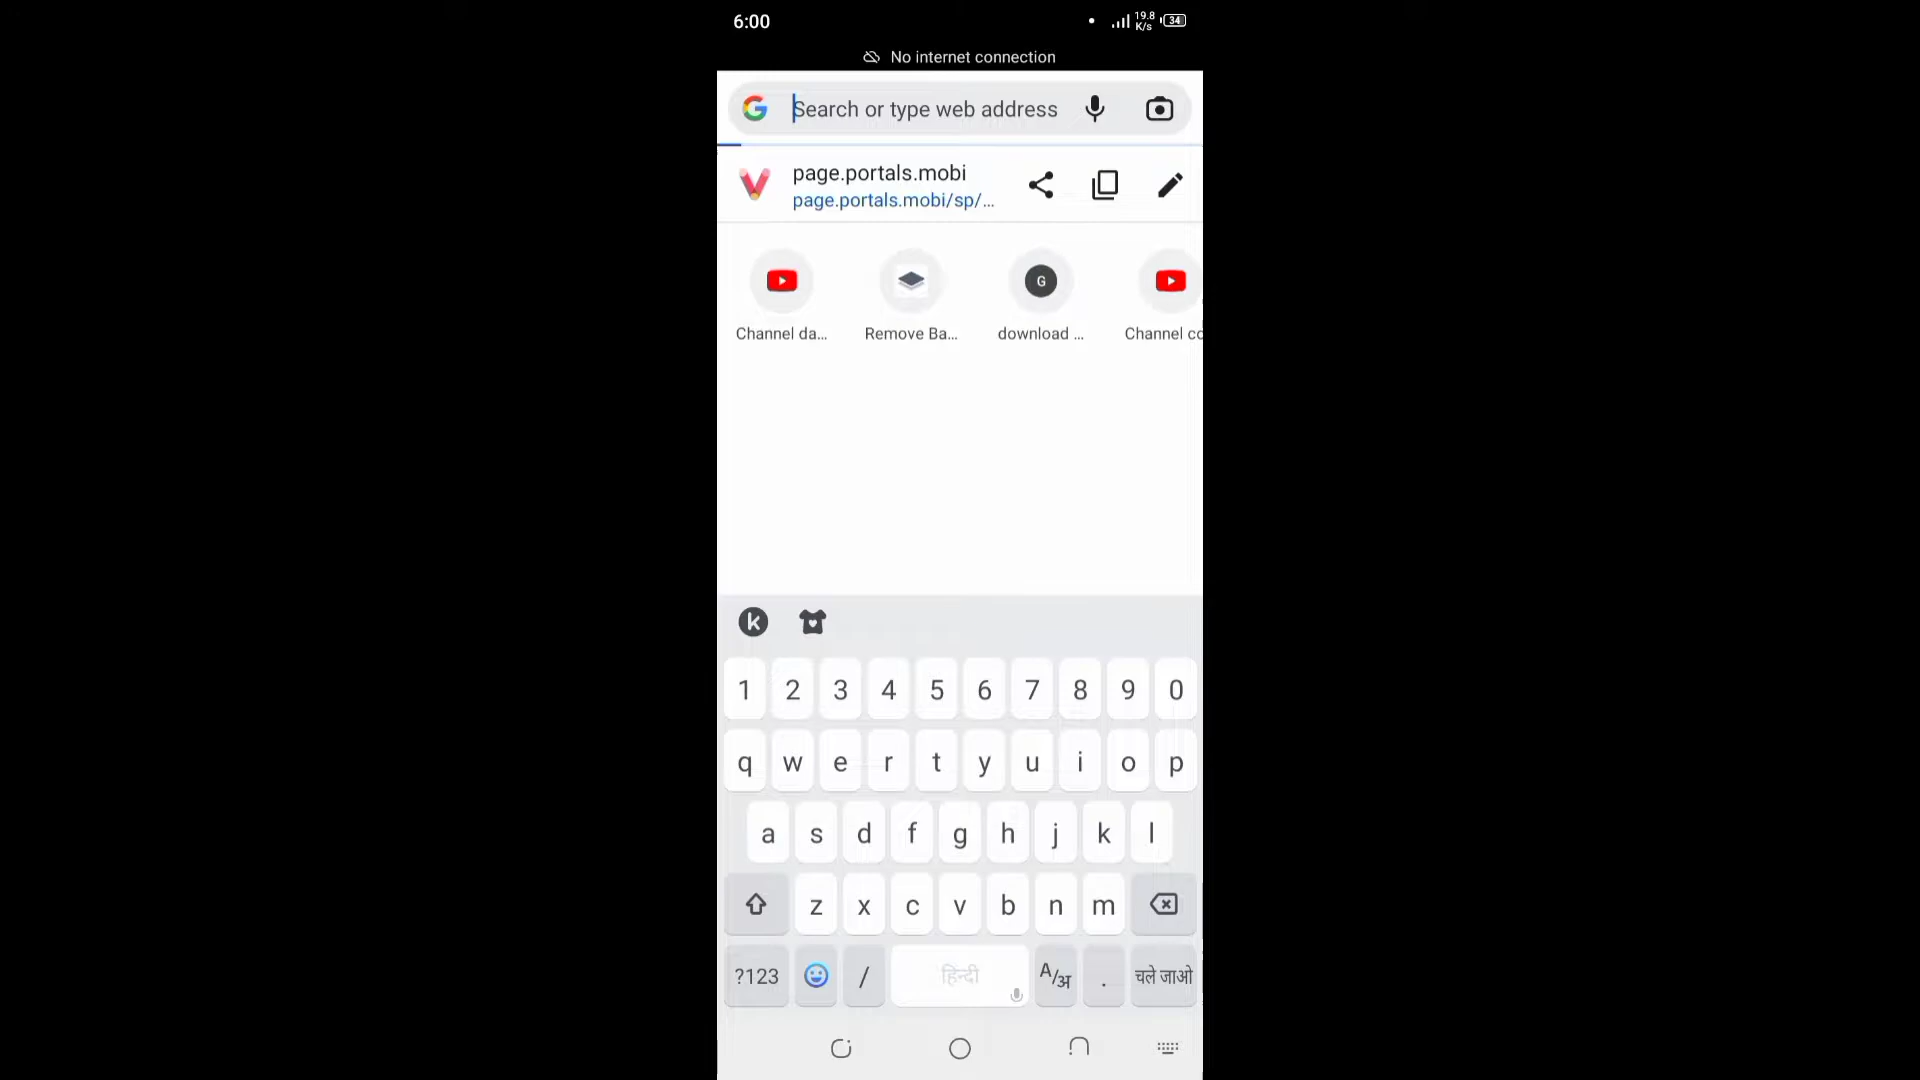 6:00
19.8
K/s
34
No internet connection
Search or type web address
page.portals.mobi
page.portals.mobi/sp/...
G
Channel da...
Remove Ba...
download ...
Channel co
k
1 2 3 4 5 6 7 8 9 0
q w e r t y u i o p
a s d f g h j k l
z x c v b n m
?123 / हिन्दी A/अ . चले जाओ